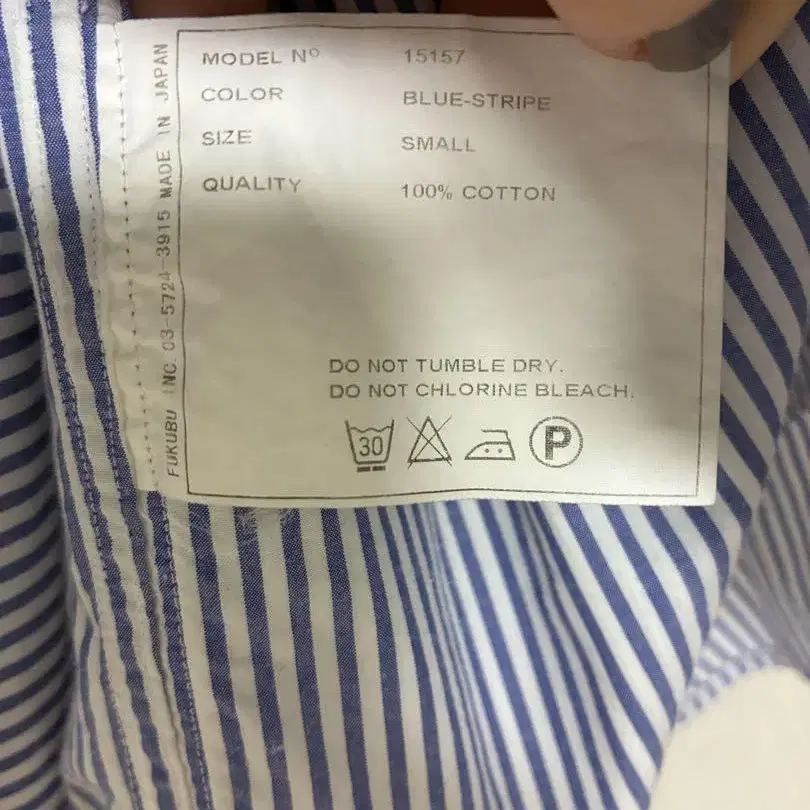 MODEL Nº 15157
COLOR BLUE-STRIPE
SIZE SMALL
QUALITY 100% COTTON
DO NOT TUMBLE DRY.
DO NOT CHLORINE BLEACH.
30 P
FUKUBU INC. 03-5724-3915 MADE IN JAPAN